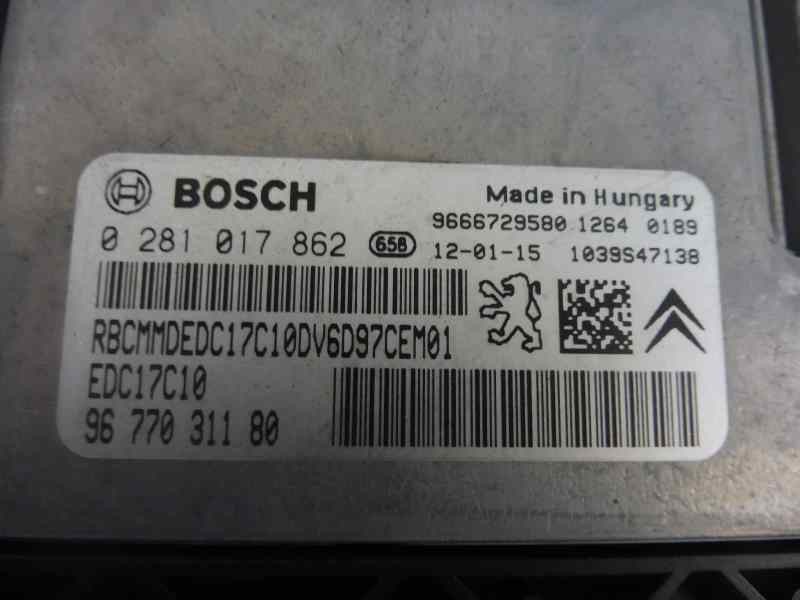 BOSCH
Made in Hungary
9666729580 1264 0189
0 281 017 862 658 12-01-15 1039S47138
RBCMMDEDC17C10DV6D97CEM01
EDC17C10
96 770 311 80